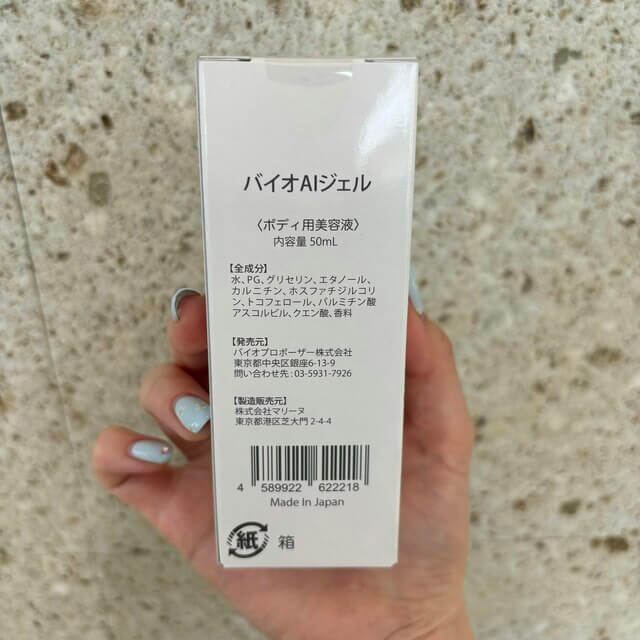 バイオAIジェル
〈ボディ用美容液〉
内容量 50mL
【全成分】
水、PG、グリセリン、エタノール、
カルニチン、ホスファチジルコリ
ン、トコフェロール、パルミチン酸
アスコルビル、クエン酸、香料
【発売元】
バイオプロポーザー株式会社
東京都中央区銀座6-13-9
問い合わせ先 : 03-5931-7926
【製造販売元】
株式会社マリーヌ
東京都港区芝大門 2-4-4
4 589922 622218
Made In Japan
紙 箱